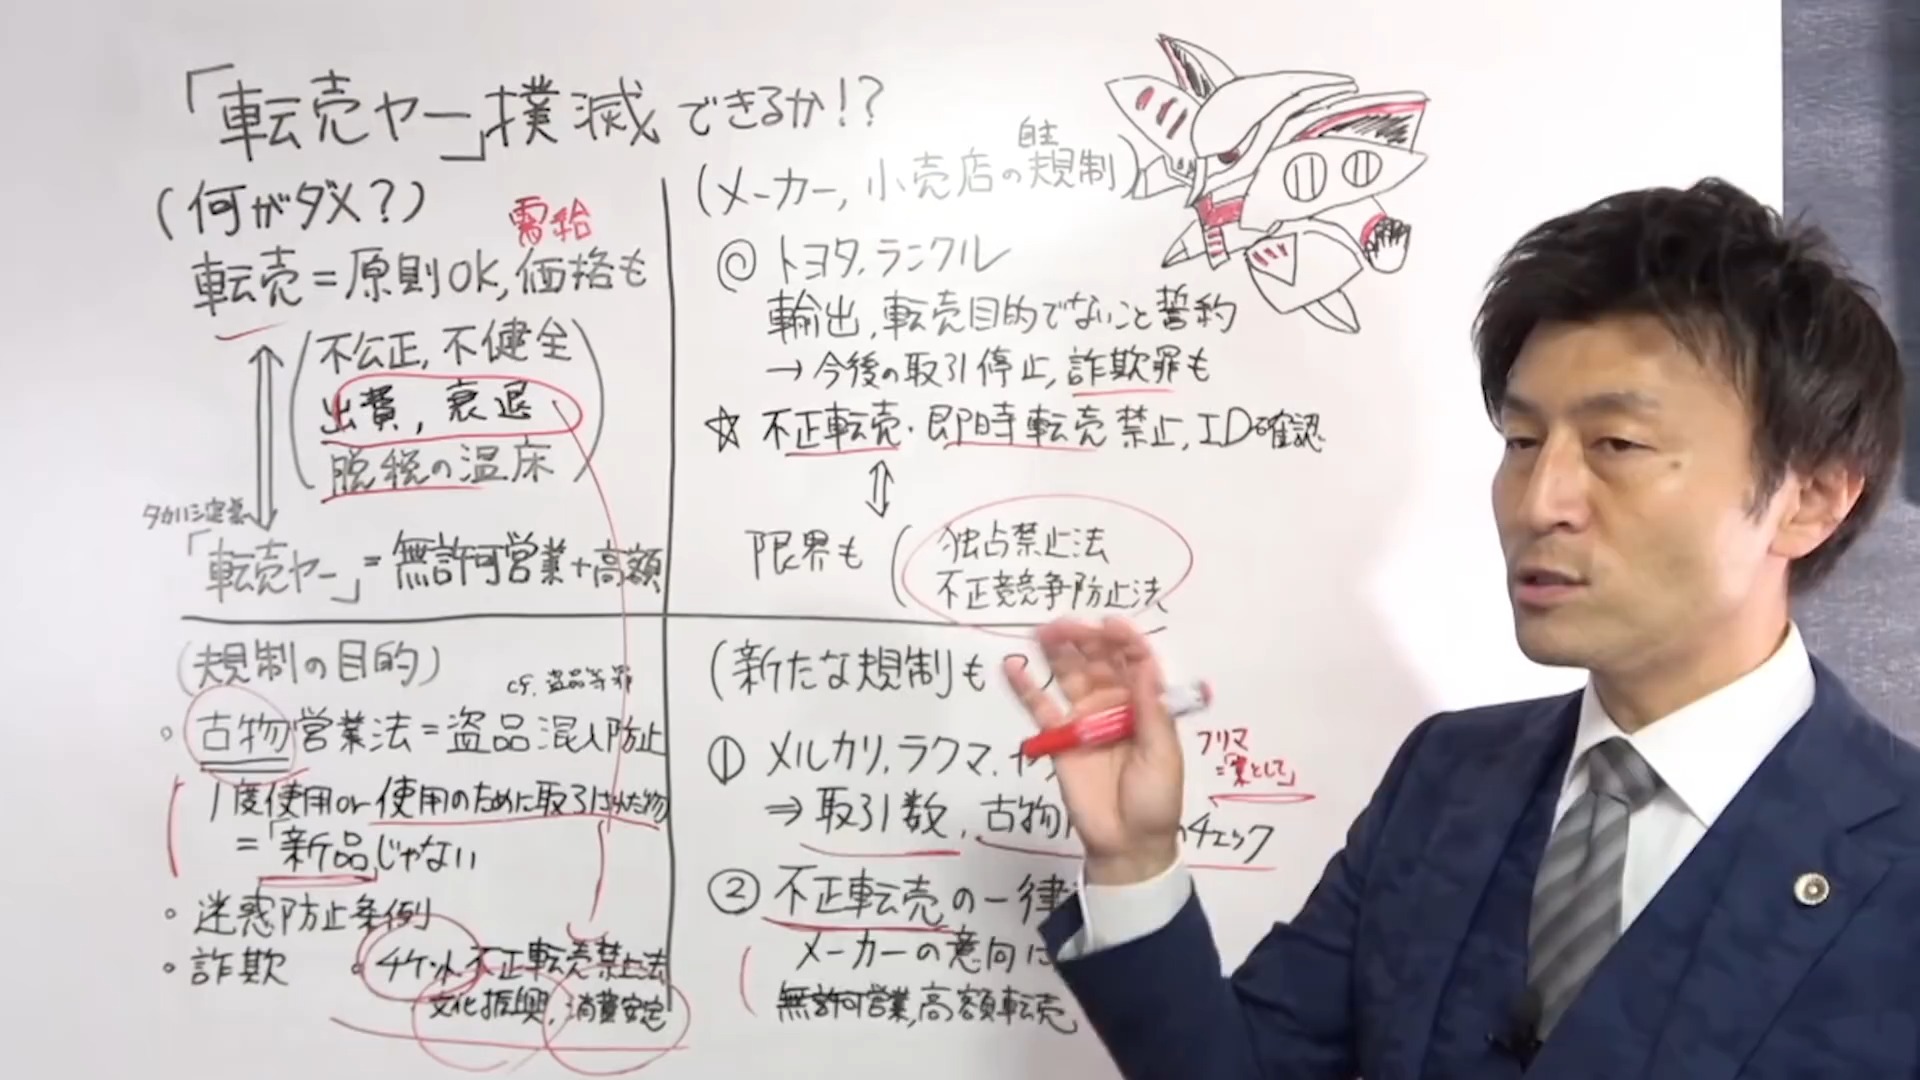 「転売ヤー」撲滅できるか!?
(何がダメ?)
需給
転売=原則OK,価格も
(不公正,不健全
出費,衰退
脱税の温床)
タカハシ定義
「転売ヤー」=無許可営業+高額
(規制の目的)
cf.盗品等罪
○古物営業法=盗品混入防止
1度使用or使用のために取引された物
=「新品」じゃない
○迷惑防止条例
○詐欺
○チケット不正転売禁止法
文化振興,消費安定
自主
(メーカー,小売店の規制)
◎トヨタ,ランクル
輸出,転売目的でないこと誓約
→今後の取引停止,詐欺罪も
☆不正転売・即時転売禁止,ID確認
限界も(独占禁止法
不正競争防止法
(新たな規制も?)
①メルカリ,ラクマ,ヤ
フリマ
=「業として」
⇒取引数,古物 のチェック
②不正転売の一律
メーカーの意向に
無許可営業,高額転売